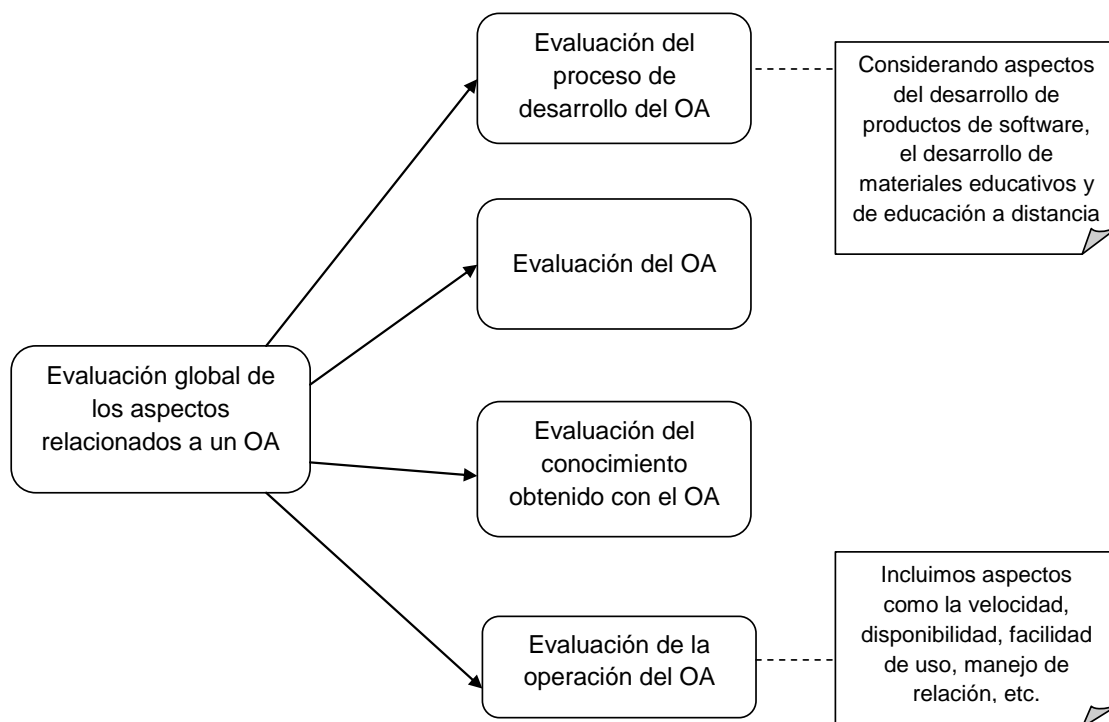 Evaluación del
proceso de
desarrollo del OA
Considerando aspectos
del desarrollo de
productos de software,
el desarrollo de
materiales educativos y
de educación a distancia
Evaluación del OA
Evaluación global de
los aspectos
relacionados a un OA
Evaluación del
conocimiento
obtenido con el OA
Evaluación de la
operación del OA
Incluimos aspectos
como la velocidad,
disponibilidad, facilidad
de uso, manejo de
relación, etc.